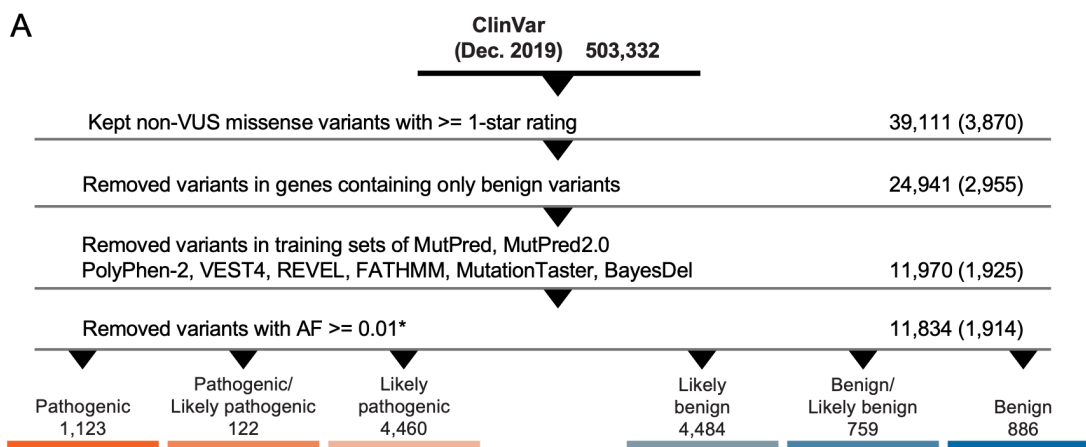 A
ClinVar
(Dec. 2019) 503,332
Kept non-VUS missense variants with >= 1-star rating 39,111 (3,870)
Removed variants in genes containing only benign variants 24,941 (2,955)
Removed variants in training sets of MutPred, MutPred2.0
PolyPhen-2, VEST4, REVEL, FATHMM, MutationTaster, BayesDel 11,970 (1,925)
Removed variants with AF >= 0.01* 11,834 (1,914)
Pathogenic
1,123
Pathogenic/
Likely pathogenic
122
Likely
pathogenic
4,460
Likely
benign
4,484
Benign/
Likely benign
759
Benign
886